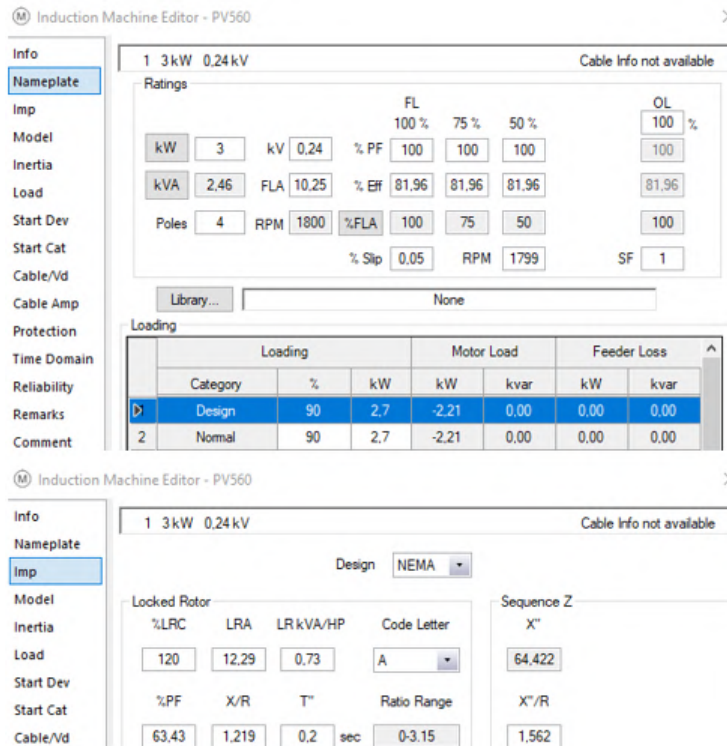 Induction Machine Editor - PV560
Info
Nameplate
Imp
Model
Inertia
Load
Start Dev
Start Cat
Cable/Vd
Cable Amp
Protection
Time Domain
Reliability
Remarks
Comment
1 3 kW 0,24 kV Cable Info not available
Ratings
FL OL
100 % 75 % 50 % 100 %
kW 3 kV 0,24 % PF 100 100 100 100
kVA 2,46 FLA 10,25 % Eff 81,96 81,96 81,96 81,96
Poles 4 RPM 1800 %FLA 100 75 50 100
% Slip 0,05 RPM 1799 SF 1
Library... None
Loading
Loading Motor Load Feeder Loss
Category % kW kW kvar kW kvar
Design 90 2,7 -2,21 0,00 0,00 0,00
2 Normal 90 2,7 -2,21 0,00 0,00 0,00
Induction Machine Editor - PV560
Info
Nameplate
Imp
Model
Inertia
Load
Start Dev
Start Cat
Cable/Vd
1 3 kW 0,24 kV Cable Info not available
Design NEMA
Locked Rotor Sequence Z
%LRC LRA LR kVA/HP Code Letter X"
120 12,29 0,73 A 64,422
%PF X/R T" Ratio Range X"/R
63,43 1,219 0,2 sec 0-3.15 1,562